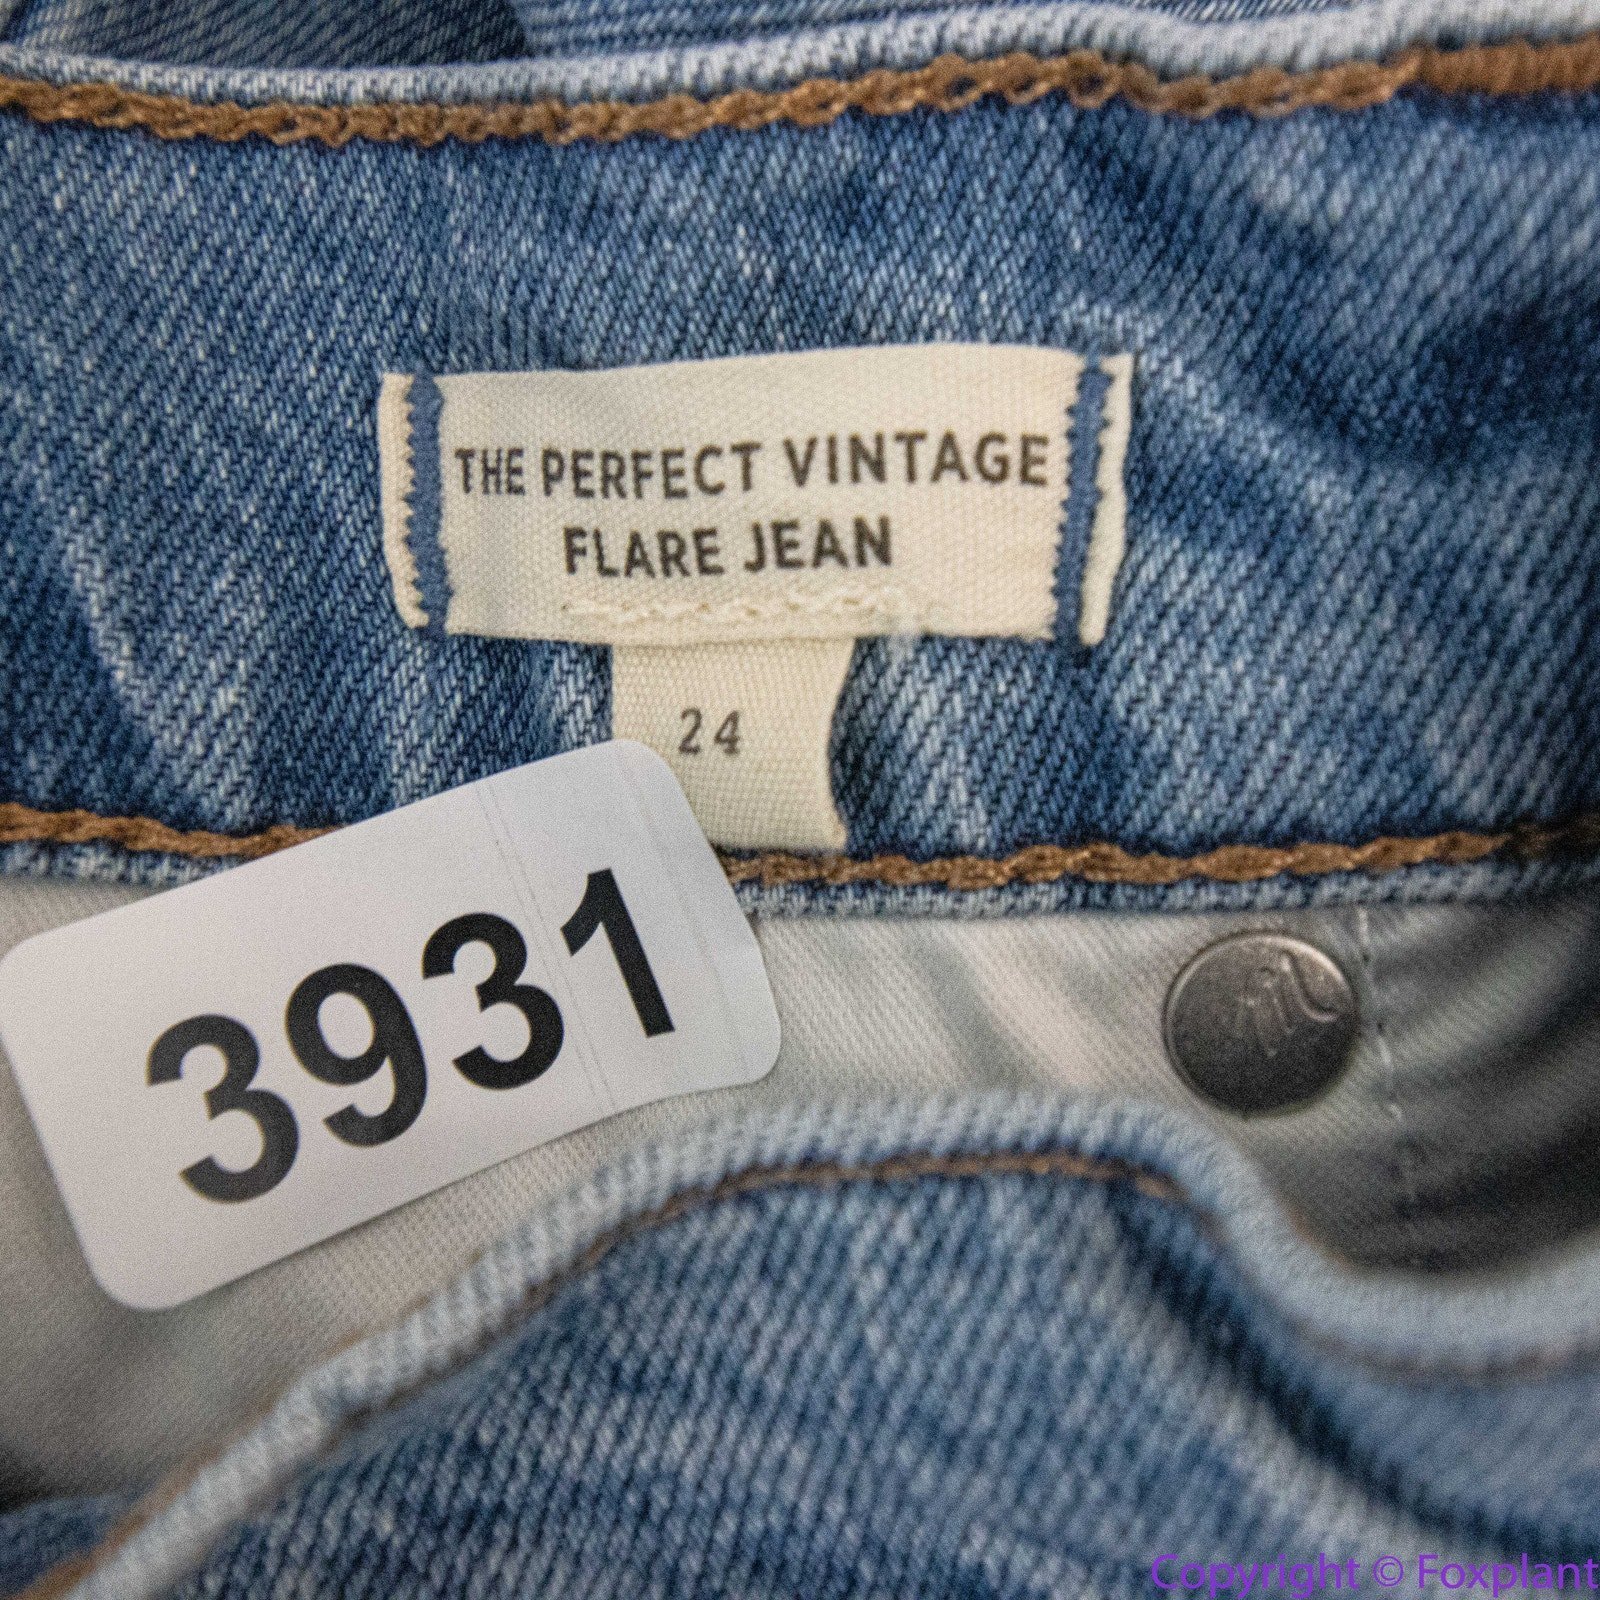 THE PERFECT VINTAGE
FLARE JEAN
24
3931
Copyright © Foxplant